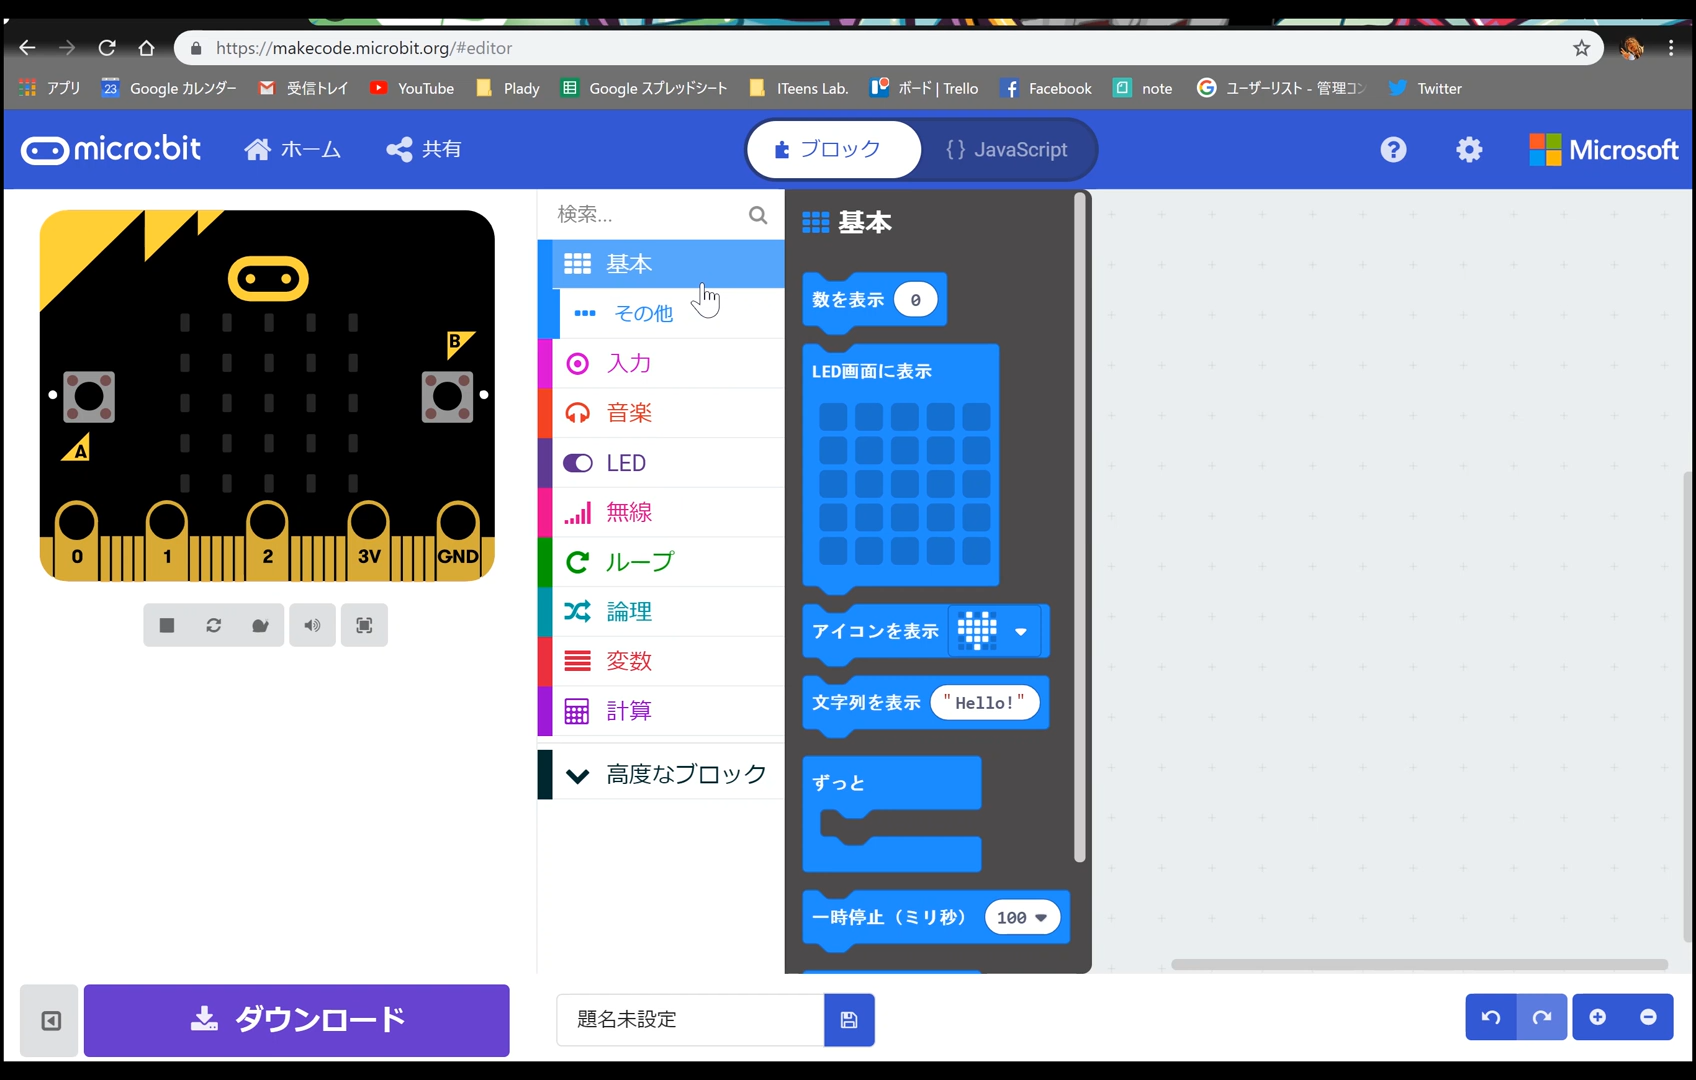 https://makecode.microbit.org/#editor
アプリ
23 Google カレンダー
受信トレイ
YouTube
Plady
Google スプレッドシート
ITeens Lab.
ボード | Trello
Facebook
note
ユーザーリスト - 管理コン
Twitter
micro:bit
ホーム
共有
ブロック
{} JavaScript
Microsoft
B
A
0 1 2 3V GND
検索...
基本
その他
入力
音楽
LED
無線
ループ
論理
変数
計算
高度なブロック
基本
数を表示 0
LED画面に表示
アイコンを表示
文字列を表示 "Hello!"
ずっと
一時停止（ミリ秒） 100
ダウンロード
題名未設定